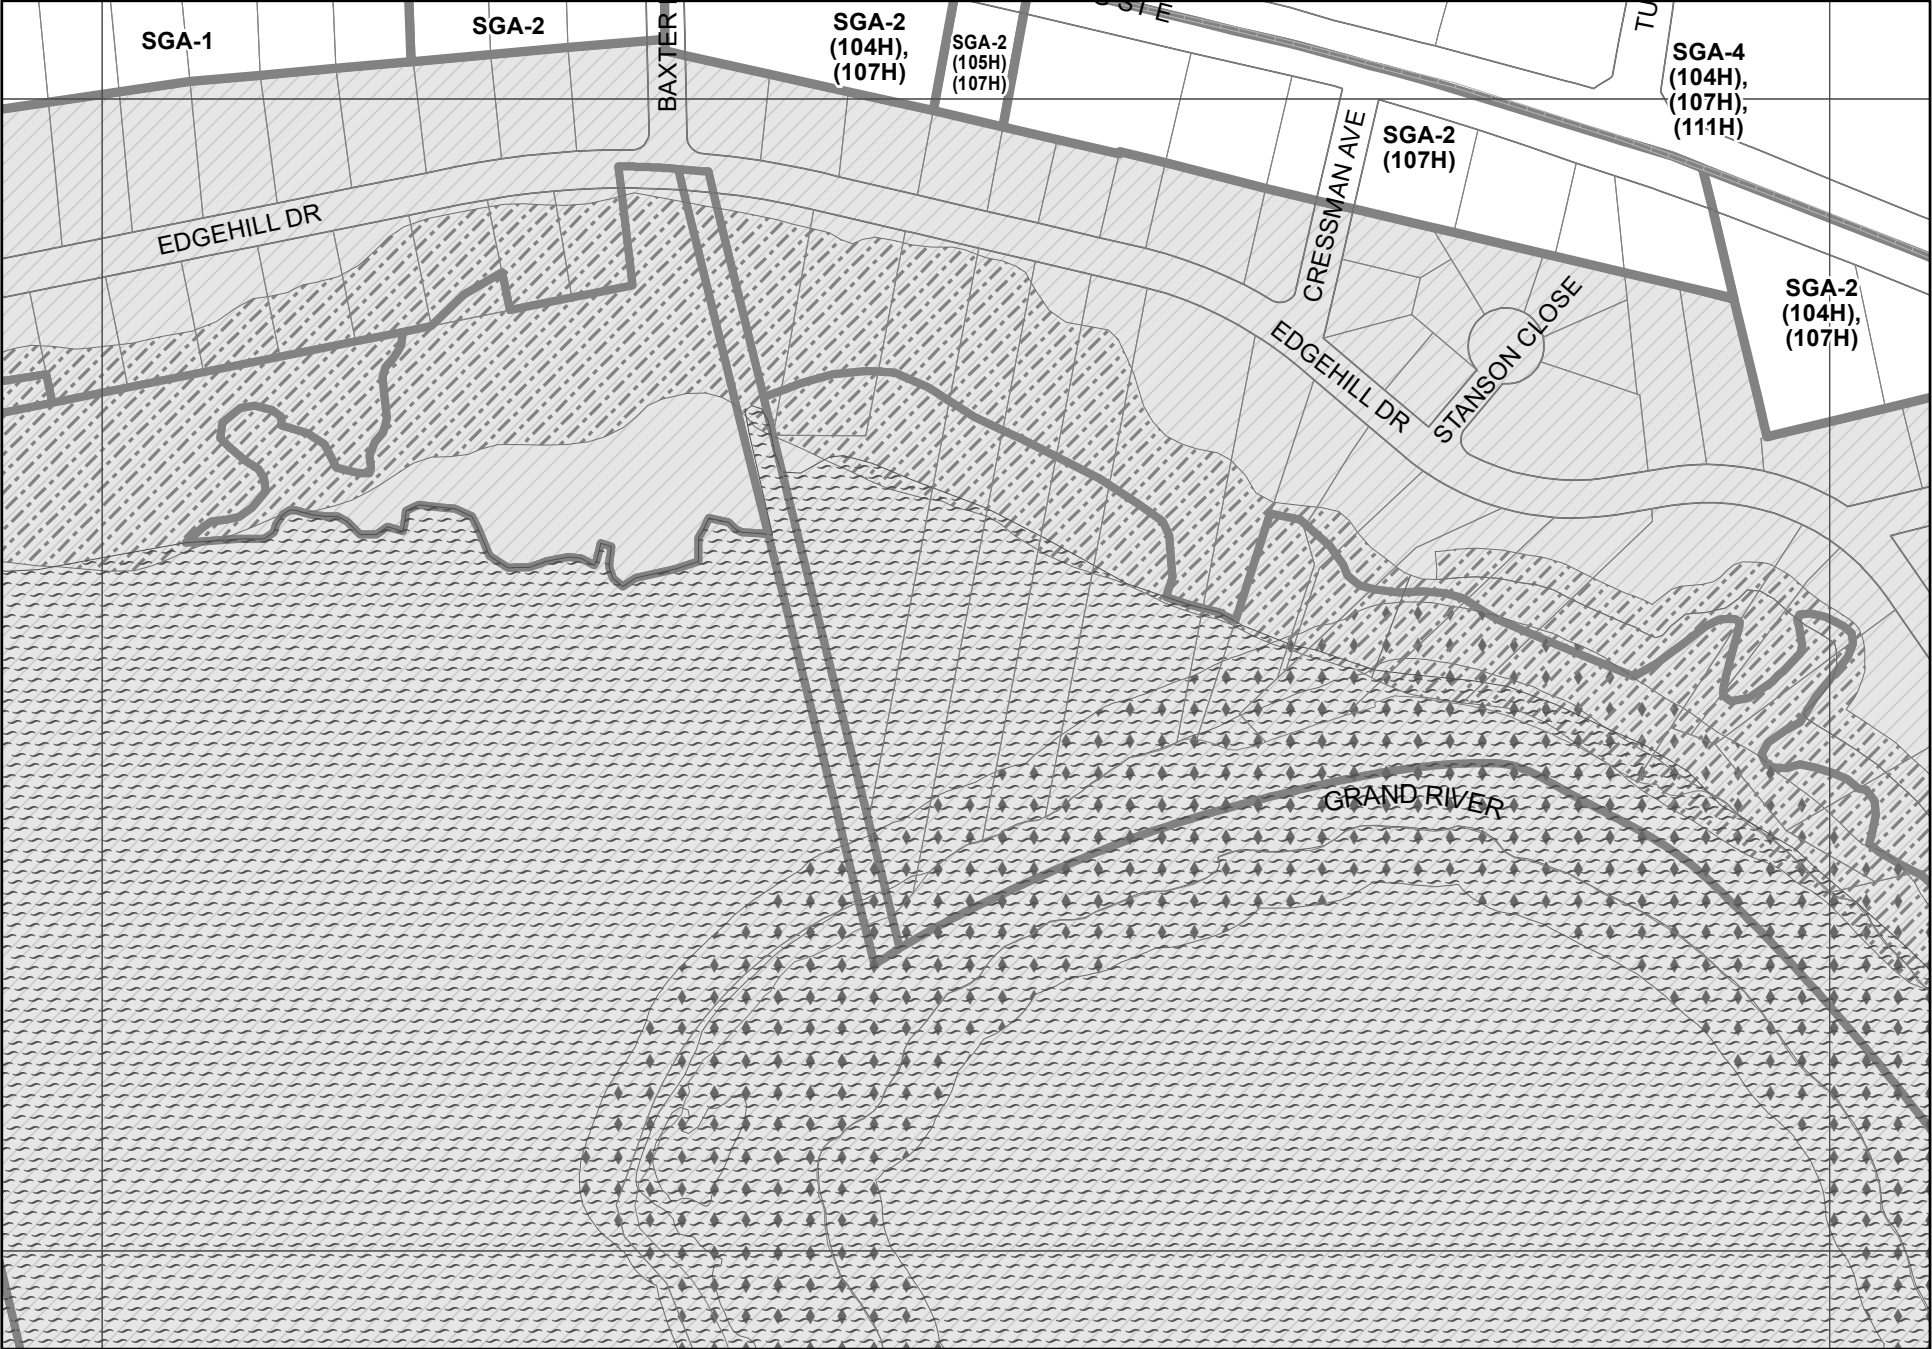 SGA-1
SGA-2
BAXTER
SGA-2
(104H),
(107H)
SGA-2
(105H)
(107H)
TU
SGA-4
(104H),
(107H),
(111H)
CRESSMAN AVE
SGA-2
(107H)
EDGEHILL DR
SGA-2
(104H),
(107H)
EDGEHILL DR
STANSON CLOSE
GRAND RIVER